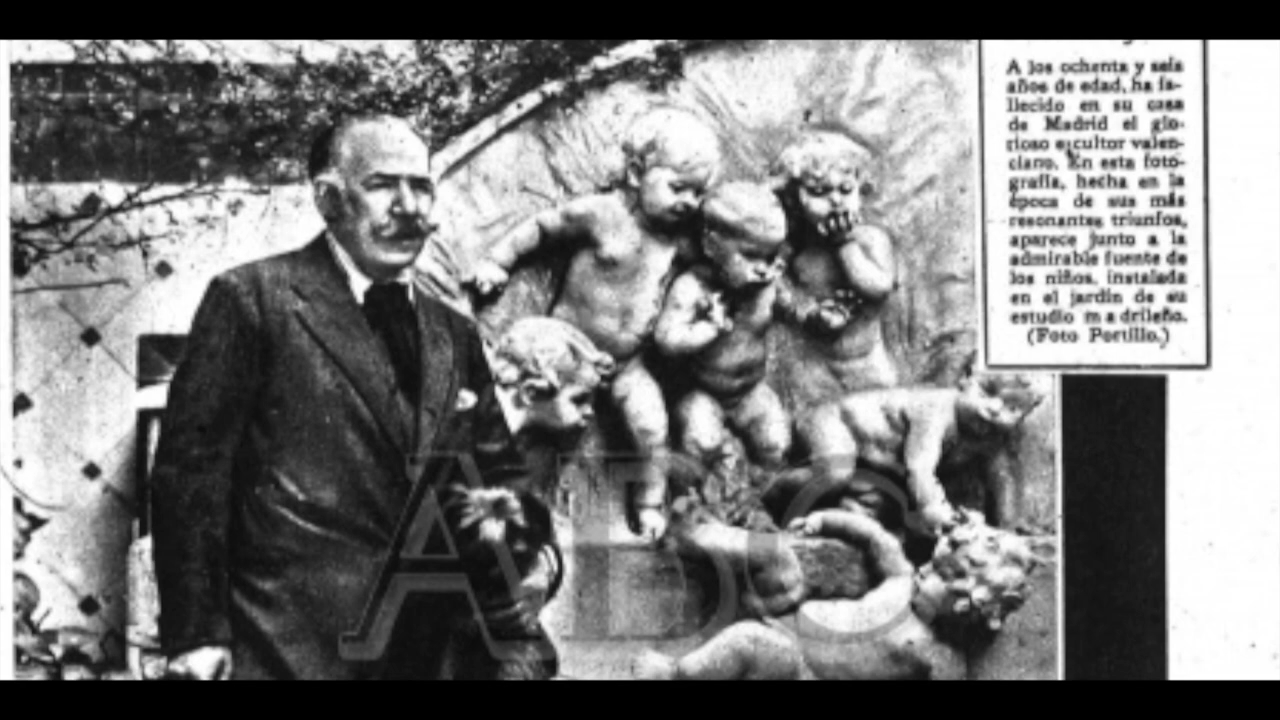 A los ochenta y seis
años de edad, ha fa-
llecido en su casa
de Madrid el glo-
rioso escultor valen-
ciano. En esta foto-
grafía, hecha en la
época de sus más
resonantes triunfos,
aparece junto a la
admirable fuente de
los niños, instalada
en el jardín de su
estudio madrileño.
(Foto Portillo.)
ABC